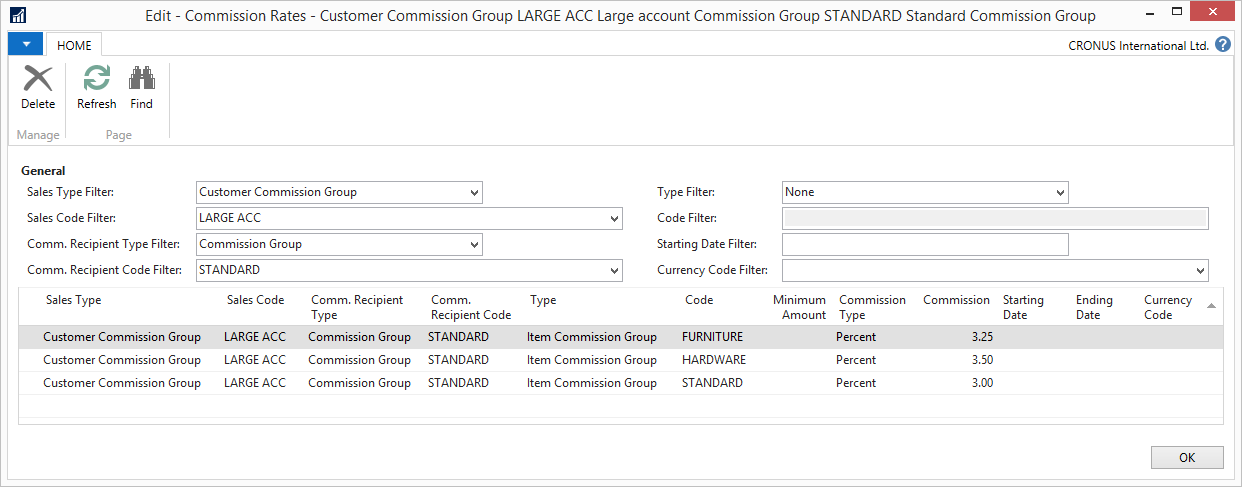 Edit - Commission Rates - Customer Commission Group LARGE ACC Large account Commission Group STANDARD Standard Commission Group
HOME
CRONUS International Ltd. ?
Delete Refresh Find
Manage Page
General
Sales Type Filter: Customer Commission Group Type Filter: None
Sales Code Filter: LARGE ACC Code Filter:
Comm. Recipient Type Filter: Commission Group Starting Date Filter:
Comm. Recipient Code Filter: STANDARD Currency Code Filter:
Sales Type Sales Code Comm. Recipient Comm. Type Code Minimum Commission Commission Starting Ending Currency
Type Recipient Code Amount Type Date Date Code
Customer Commission Group LARGE ACC Commission Group STANDARD Item Commission Group FURNITURE Percent 3.25
Customer Commission Group LARGE ACC Commission Group STANDARD Item Commission Group HARDWARE Percent 3.50
Customer Commission Group LARGE ACC Commission Group STANDARD Item Commission Group STANDARD Percent 3.00
OK